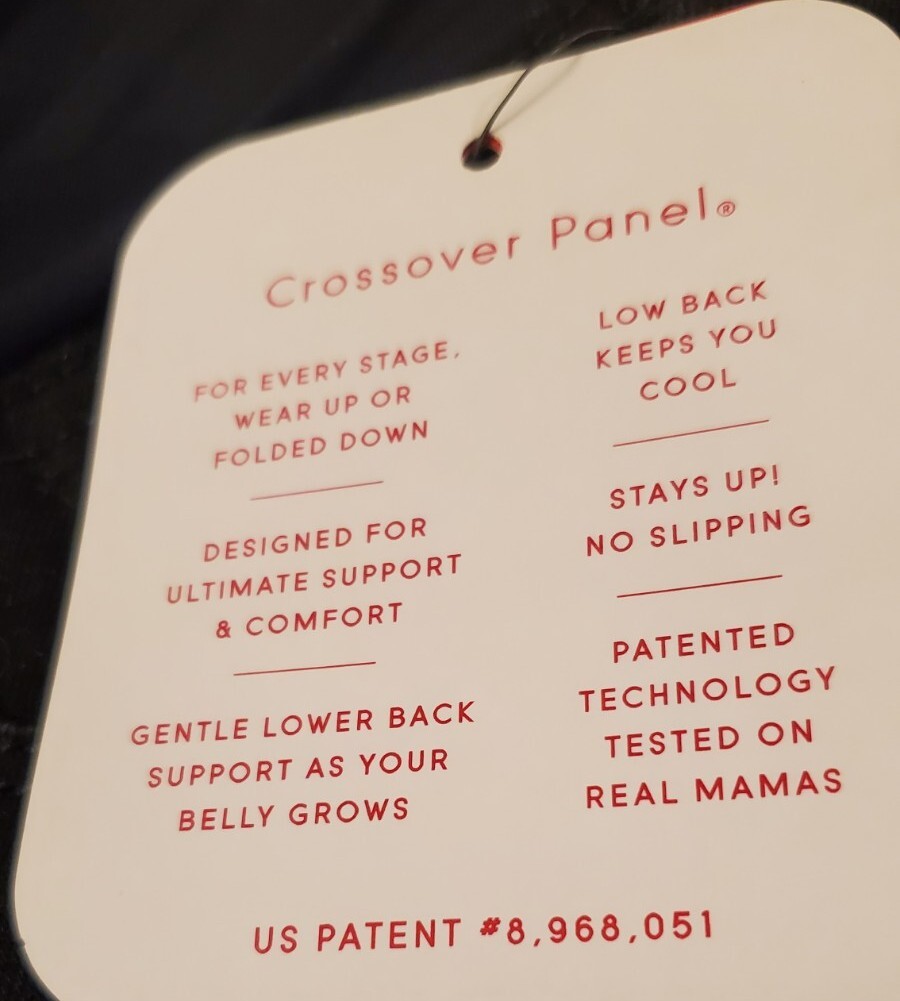 Crossover Panel®
FOR EVERY STAGE,
WEAR UP OR
FOLDED DOWN
DESIGNED FOR
ULTIMATE SUPPORT
& COMFORT
GENTLE LOWER BACK
SUPPORT AS YOUR
BELLY GROWS
LOW BACK
KEEPS YOU
COOL
STAYS UP!
NO SLIPPING
PATENTED
TECHNOLOGY
TESTED ON
REAL MAMAS
US PATENT #8,968,051